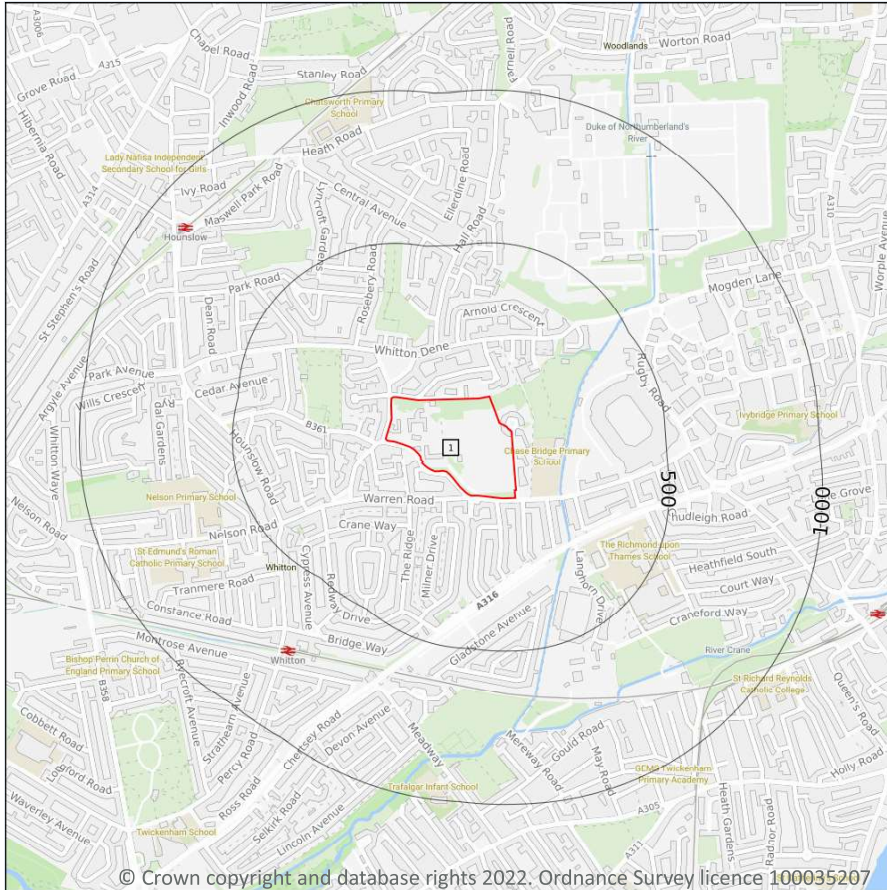 A3006
Chapel Road
A315
Grove Road
Inwood Road
Stanley Road
Fernell Road
Woodlands
Worton Road
Hibernia Road
Chatsworth Primary
School
Lady Nafisa Independent
Secondary School for Girls
Heath Road
Duke of Northumberland's
River
A314
Ivy Road
Maswell Park Road
Lyncroft Gardens
Central Avenue
Ellerdine Road
Hall Road
A310
Worple Avenue
Hounslow
St Stephen's Road
Park Road
Rosebery Road
Dean Road
Mogden Lane
Arnold Crescent
Whitton Dene
Rugby Road
Argyle Avenue
Park Avenue
Wills Crescent
Cedar Avenue
Rydal Gardens
Hounslow Road
B361
1
Ivybridge Primary School
Chase Bridge Primary
School
Whitton Wave
Nelson Road
Nelson Primary School
Warren Road
500
1000
Nelson Road
Crane Way
St Edmund's Roman
Catholic Primary School
Whitton
Cypress Avenue
The Ridge
Milner Drive
The Richmond upon
Thames School
Heathfield South
Tranmere Road
Redway Drive
Langhorn Drive
Court Way
Constance Road
A316
Craneford Way
Bridge Way
Gladstone Avenue
Montrose Avenue
Whitton
River Crane
Bishop Perrin Church of
England Primary School
B358
Ryecroft Avenue
Strathearn Avenue
St Richard Reynolds
Catholic College
Queen's Road
Cobbett Road
Percy Road
Chertsey Road
Devon Avenue
Meadway
Mereway Road
Gould Road
May Road
Holly Road
Ross Road
Trafalgar Infant School
Twickenham
Primary Academy
Waverley Avenue
Selkirk Road
Lincoln Avenue
A305
Heath Gardens
Radnor Road
Twickenham School
A311
© Crown copyright and database rights 2022. Ordnance Survey licence 100035207